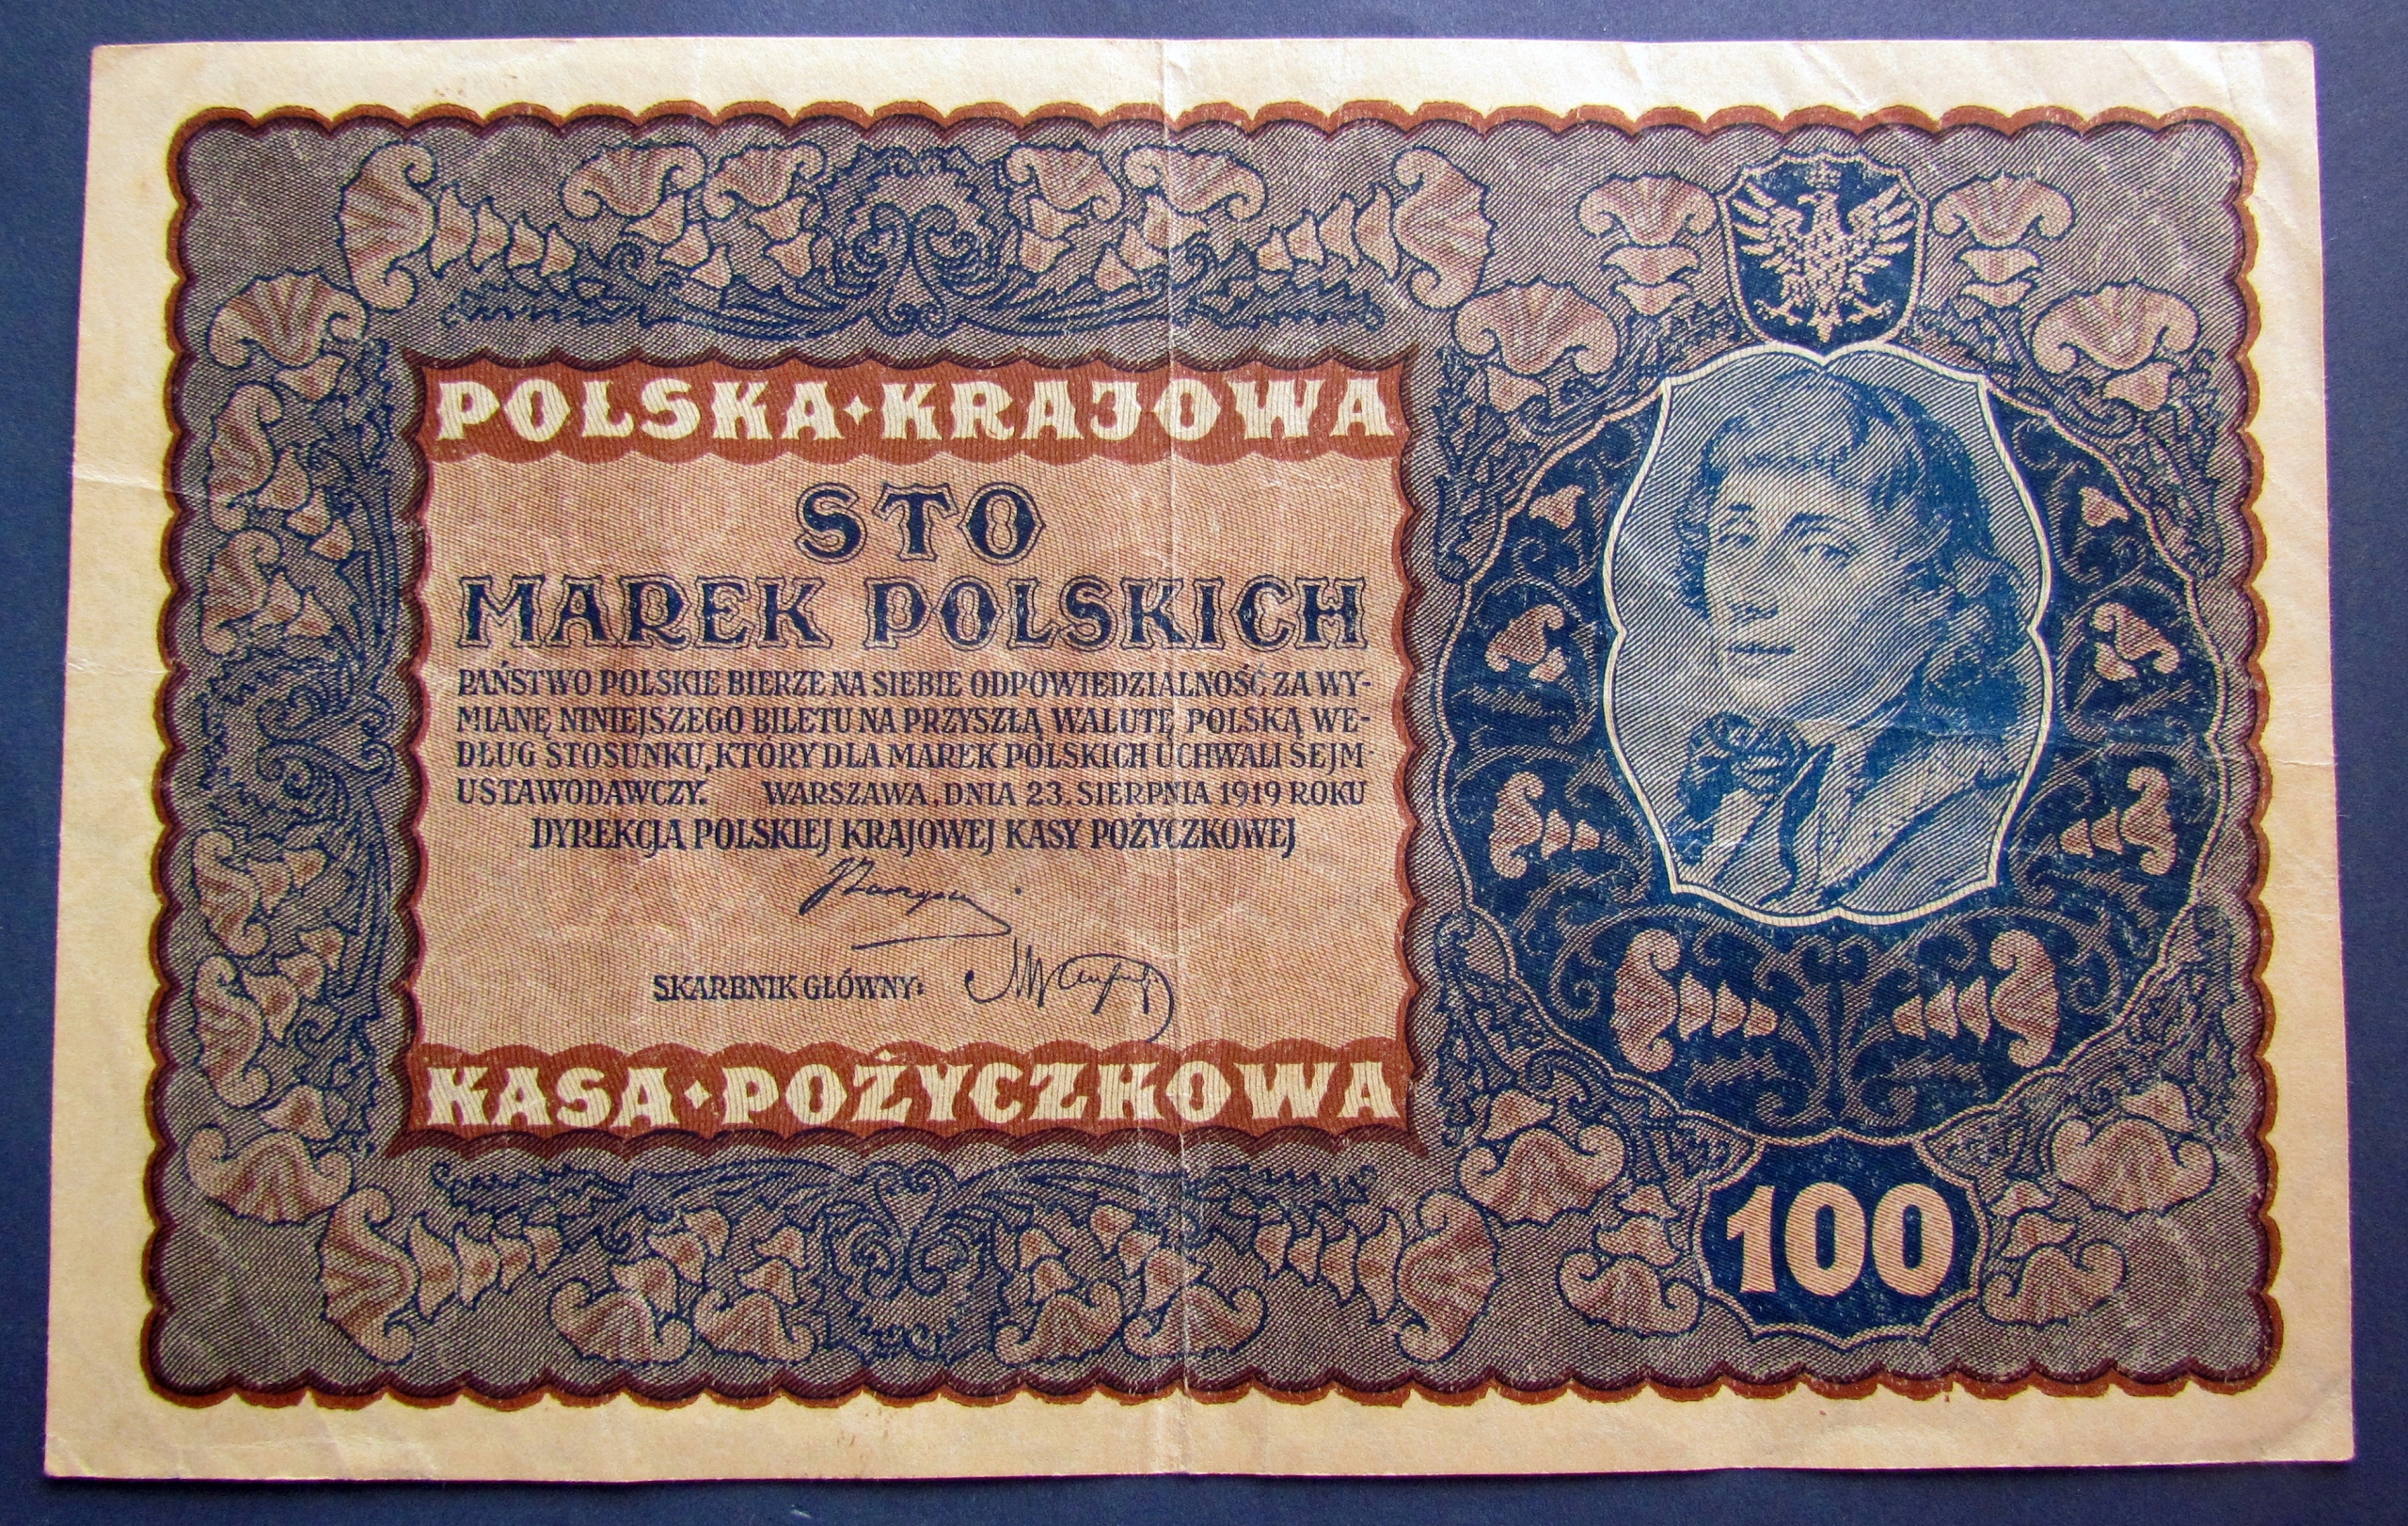 POLSKA·KRAJOWA
STO
MAREK POLSKICH
PAŃSTWO POLSKIE BIERZE NA SIEBIE ODPOWIEDZIALNOŚĆ ZA WY-
MIANĘ NINIEJSZEGO BILETU NA PRZYSZŁĄ WALUTĘ POLSKĄ WE-
DŁUG STOSUNKU, KTÓRY DLA MAREK POLSKICH UCHWALI SEJM
USTAWODAWCZY. WARSZAWA, DNIA 23. SIERPNIA 1919 ROKU
DYREKCJA POLSKIEJ KRAJOWEJ KASY POŻYCZKOWEJ
SKARBNIK GŁÓWNY:
KASA·POŻYCZKOWA
100